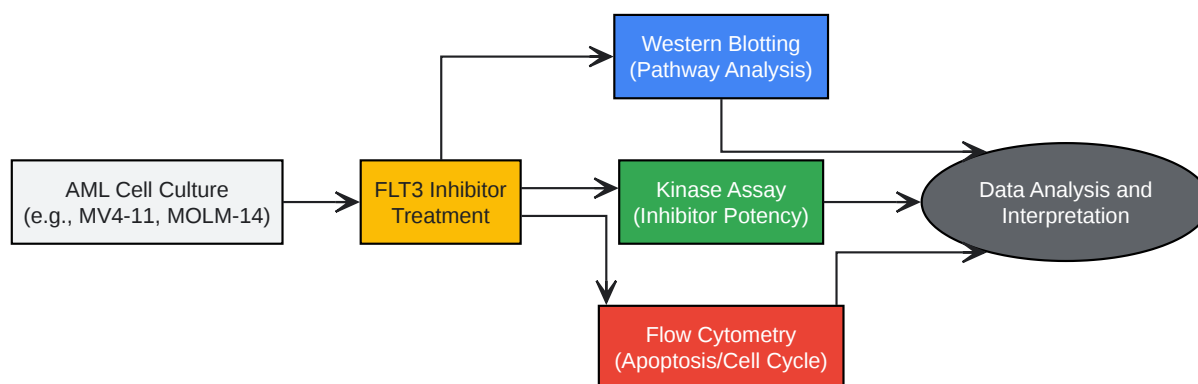 AML Cell Culture
(e.g., MV4-11, MOLM-14)
FLT3 Inhibitor
Treatment
Western Blotting
(Pathway Analysis)
Kinase Assay
(Inhibitor Potency)
Flow Cytometry
(Apoptosis/Cell Cycle)
Data Analysis and
Interpretation